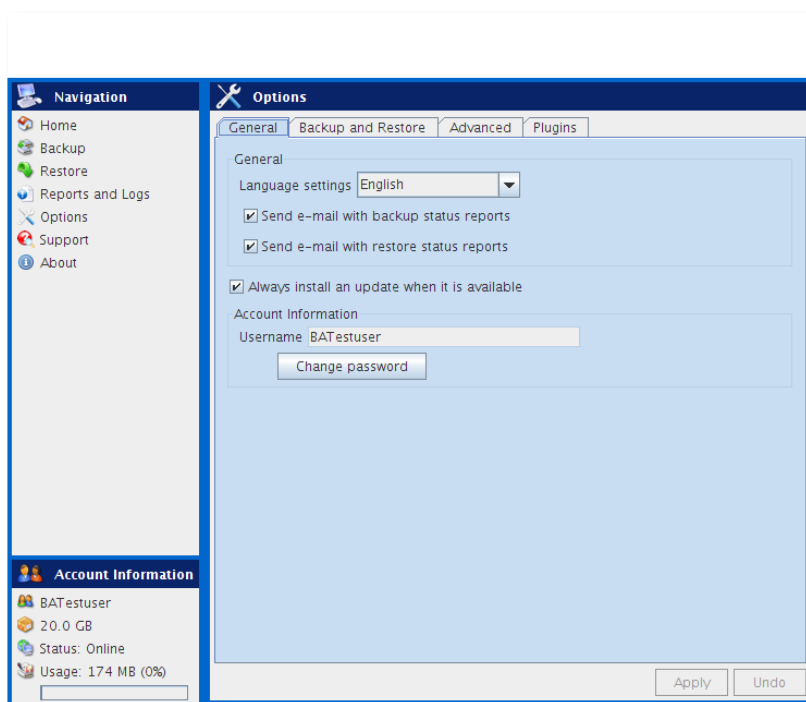 Navigation
Home
Backup
Restore
Reports and Logs
Options
Support
About
Account Information
BATestuser
20.0 GB
Status: Online
Usage: 174 MB (0%)
Options
General Backup and Restore Advanced Plugins
General
Language settings English
Send e-mail with backup status reports
Send e-mail with restore status reports
Always install an update when it is available
Account Information
Username BATestuser
Change password
Apply Undo